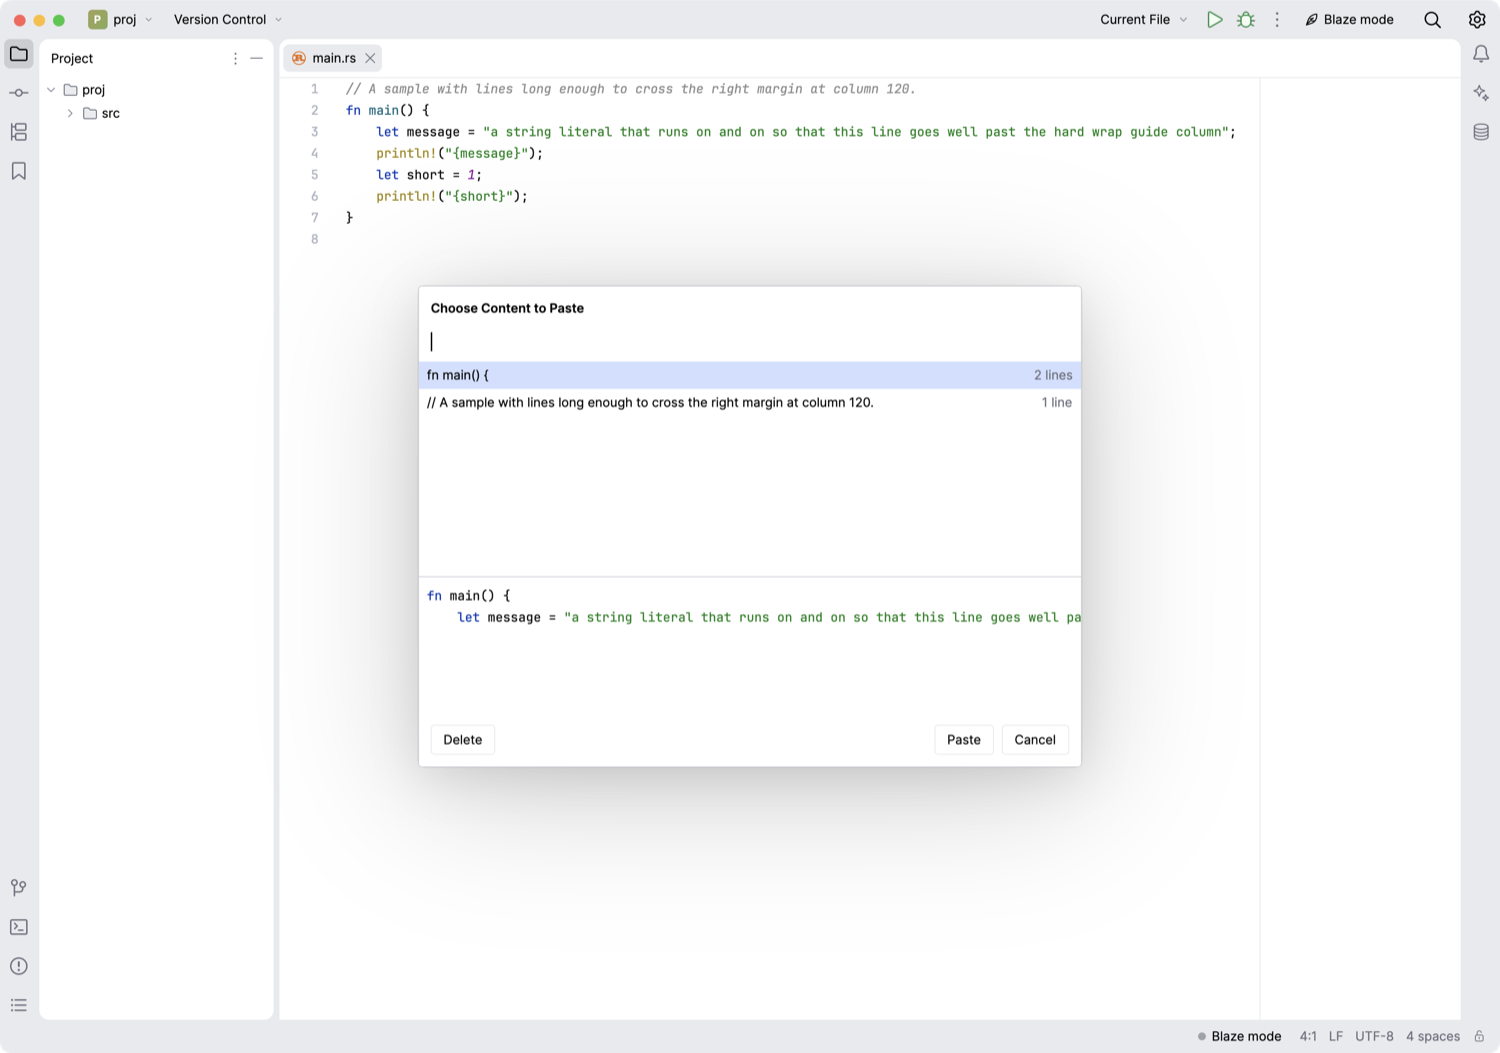 P proj Version Control Current File Blaze mode
Project
main.rs
proj
src
1 // A sample with lines long enough to cross the right margin at column 120.
2 fn main() {
3 let message = "a string literal that runs on and on so that this line goes well past the hard wrap guide column";
4 println!("{message}");
5 let short = 1;
6 println!("{short}");
7 }
8
Choose Content to Paste
fn main() { 2 lines
// A sample with lines long enough to cross the right margin at column 120. 1 line
fn main() {
let message = "a string literal that runs on and on so that this line goes well pa
Delete Paste Cancel
Blaze mode 4:1 LF UTF-8 4 spaces